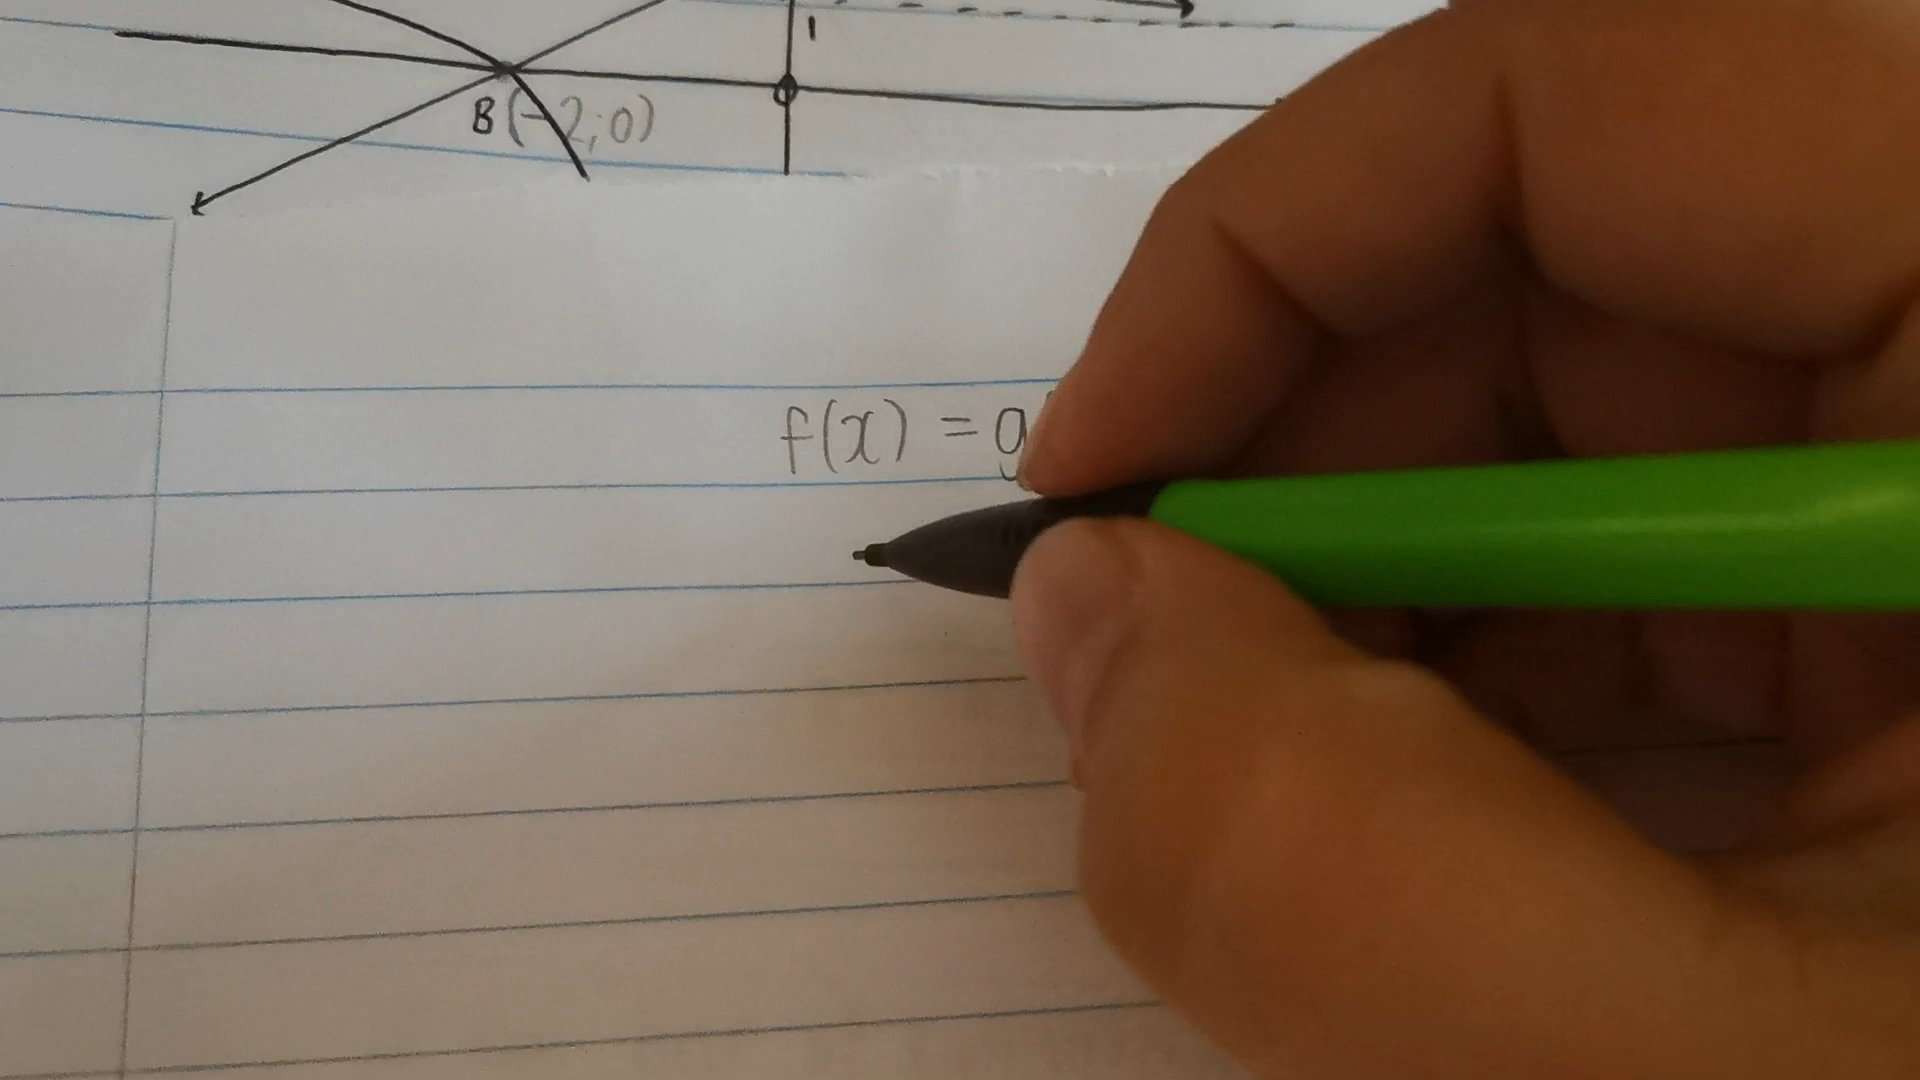 1
B(-2;0)
f(x) = g